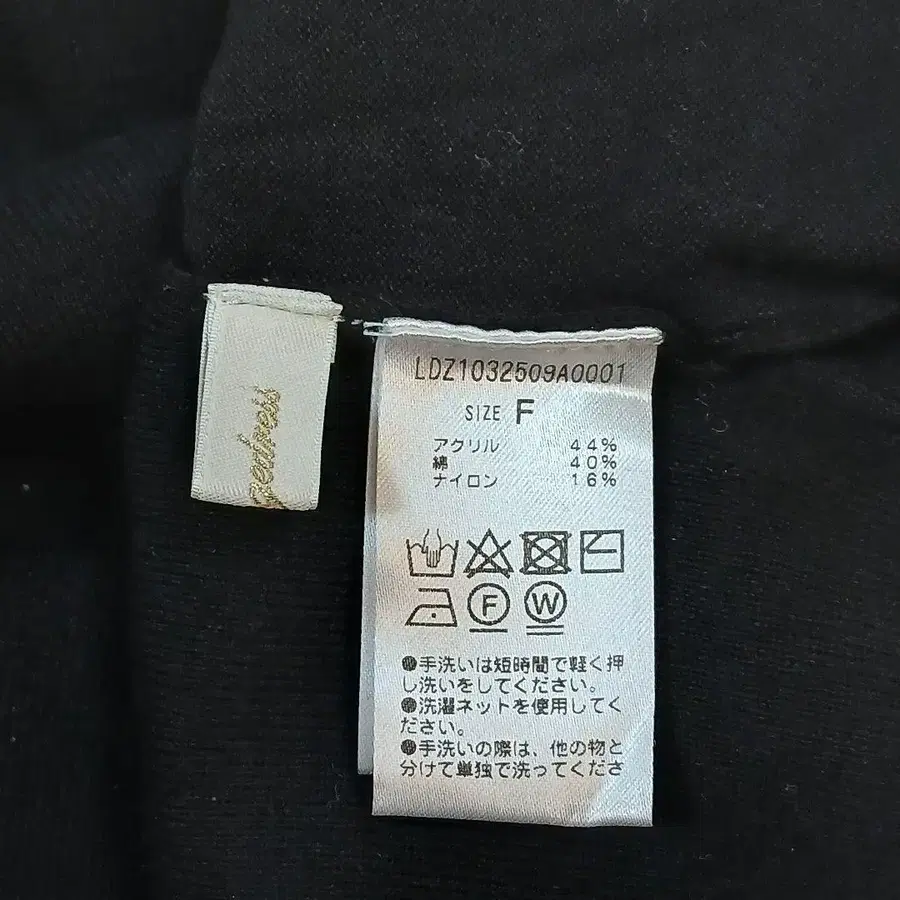 LDZ1032509A0001
SIZE F
アクリル 44%
綿 40%
ナイロン 16%
F W
●手洗いは短時間で軽く押
し洗いをしてください。
●洗濯ネットを使用してく
ださい。
●手洗いの際は、他の物と
分けて単独で洗ってくださ